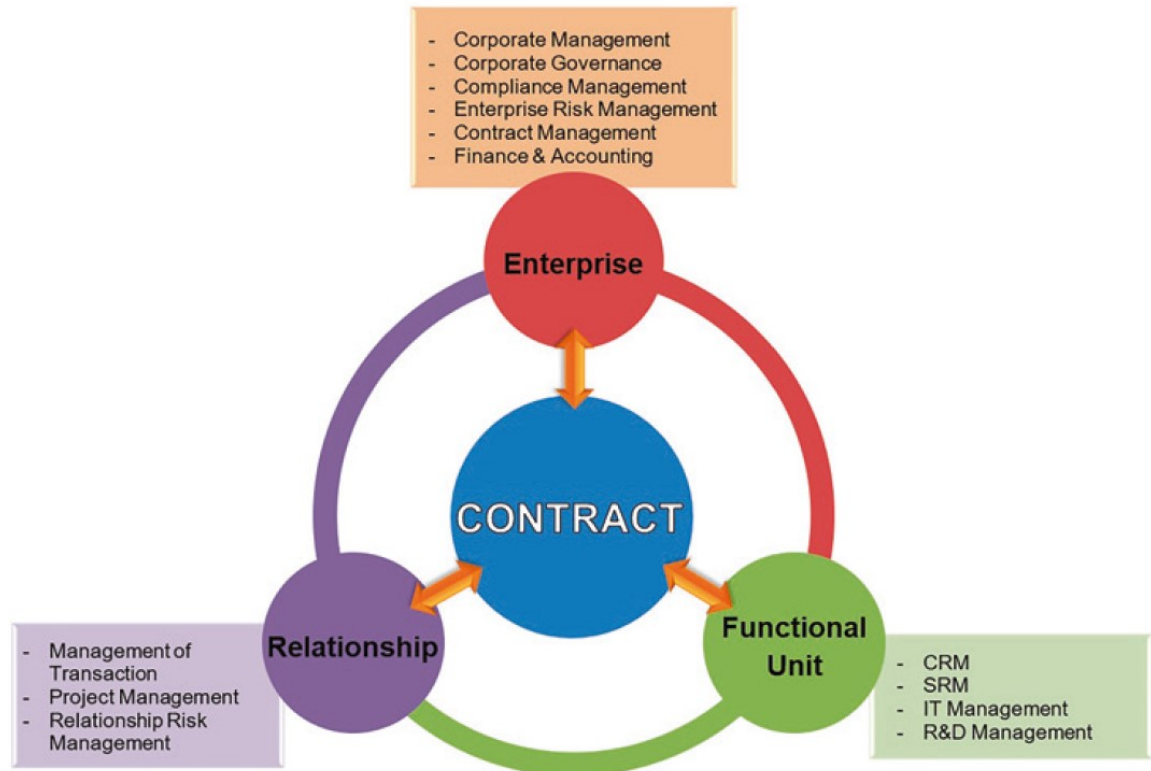 - Corporate Management
- Corporate Governance
- Compliance Management
- Enterprise Risk Management
- Contract Management
- Finance & Accounting
Enterprise
CONTRACT
Relationship
Functional
Unit
- Management of
Transaction
- Project Management
- Relationship Risk
Management
- CRM
- SRM
- IT Management
- R&D Management